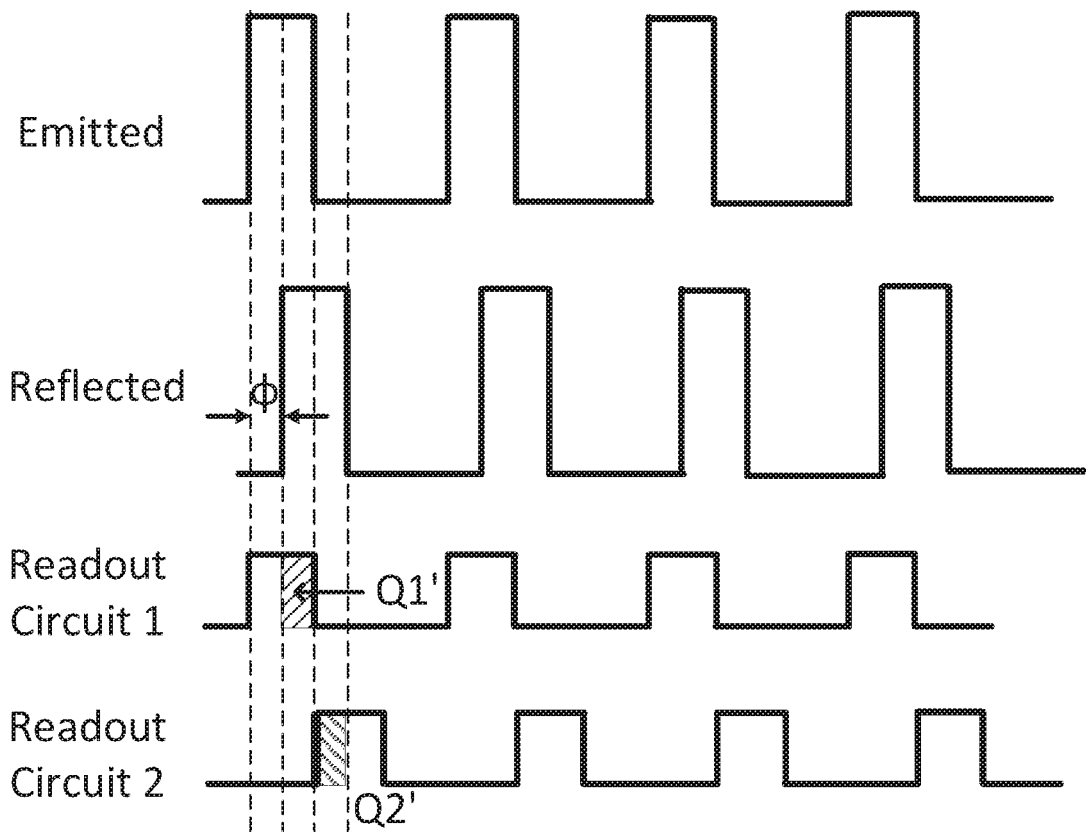 Emitted
Reflected
ϕ
Readout
Circuit 1
Q1'
Readout
Circuit 2
Q2'